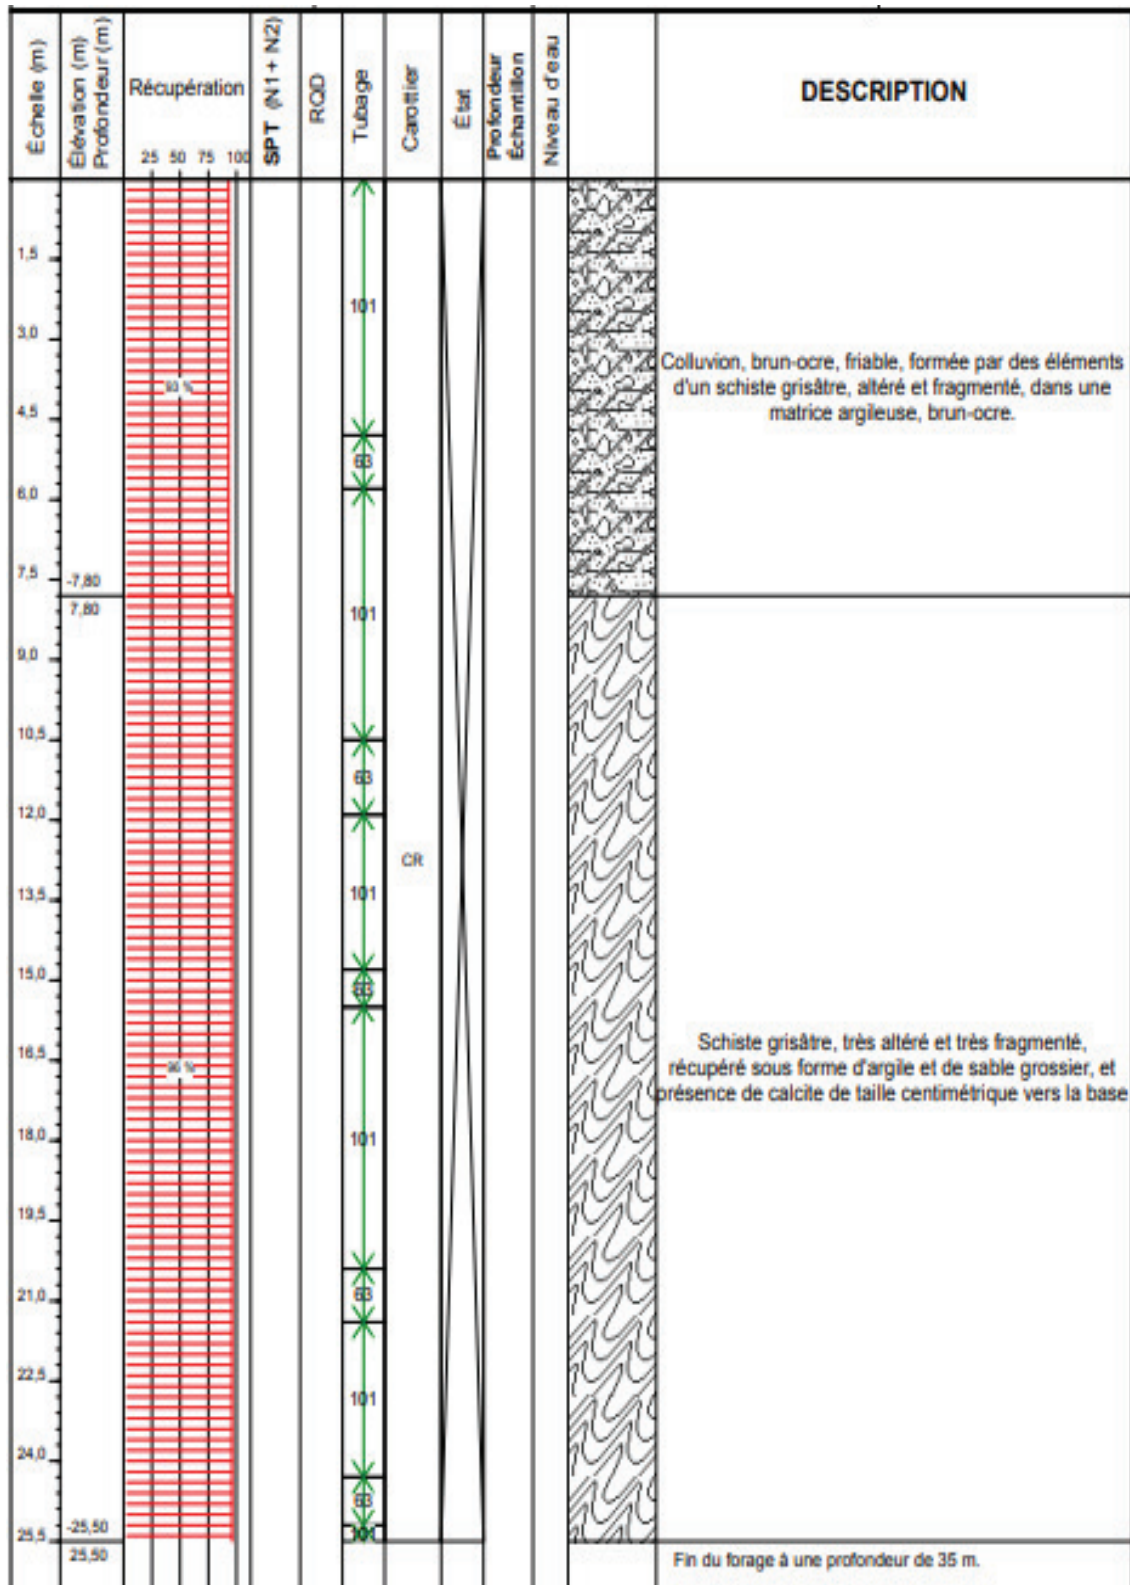 Échelle (m)
Élévation (m)
Profondeur (m)
Récupération
25 50 75 100
SPT (N1 + N2)
RQD
Tubage
Carottier
État
Profondeur
Échantillon
Niveau d'eau
DESCRIPTION
1,5
3,0
4,5
6,0
7,5
9,0
10,5
12,0
13,5
15,0
16,5
18,0
19,5
21,0
22,5
24,0
25,5
-7,80
7,80
-25,50
25,50
93 %
96 %
101
63
101
63
101
63
101
63
101
63
101
CR
Colluvion, brun-ocre, friable, formée par des éléments
d'un schiste grisâtre, altéré et fragmenté, dans une
matrice argileuse, brun-ocre.
Schiste grisâtre, très altéré et très fragmenté,
récupéré sous forme d'argile et de sable grossier, et
présence de calcite de taille centimétrique vers la base
Fin du forage à une profondeur de 35 m.